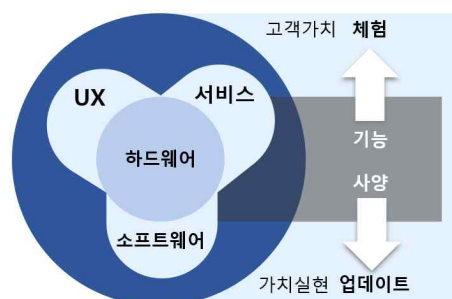 고객가치 체험
UX
서비스
하드웨어
기능
사양
소프트웨어
가치실현 업데이트